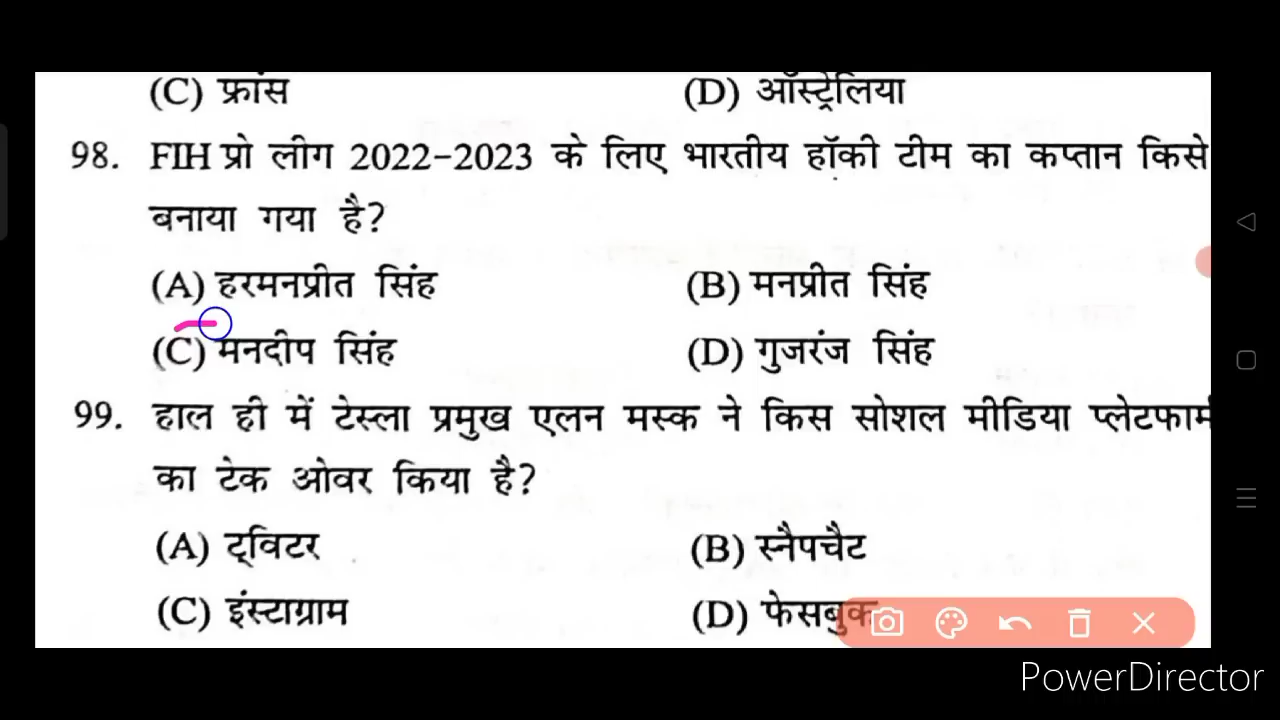 (C) फ्रांस (D) ऑस्ट्रेलिया
98. FIH प्रो लीग 2022-2023 के लिए भारतीय हॉकी टीम का कप्तान किसे
बनाया गया है?
(A) हरमनप्रीत सिंह (B) मनप्रीत सिंह
(C) मनदीप सिंह (D) गुजरंज सिंह
99. हाल ही में टेस्ला प्रमुख एलन मस्क ने किस सोशल मीडिया प्लेटफार्म
का टेक ओवर किया है?
(A) ट्विटर (B) स्नैपचैट
(C) इंस्टाग्राम (D) फेसबुक
PowerDirector